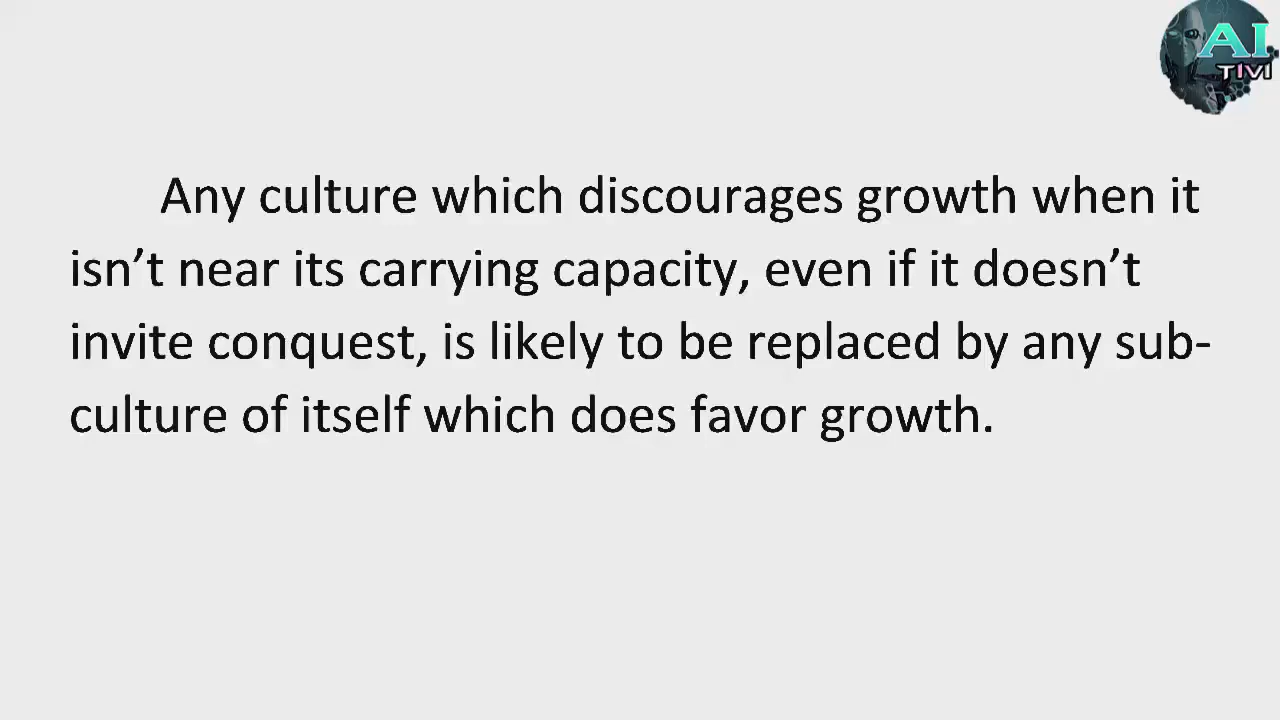 AI
TIVI
Any culture which discourages growth when it
isn’t near its carrying capacity, even if it doesn’t
invite conquest, is likely to be replaced by any sub-
culture of itself which does favor growth.